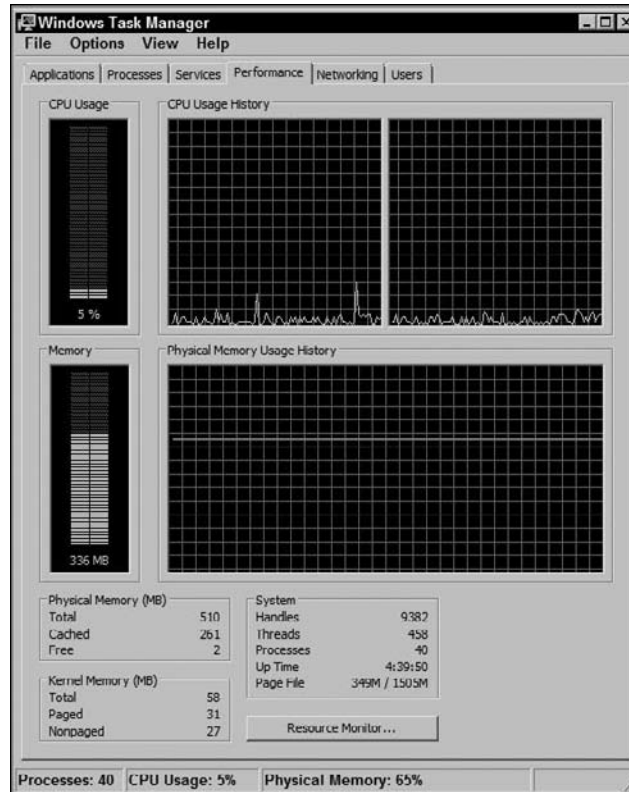 Windows Task Manager
File Options View Help
Applications Processes Services Performance Networking Users
CPU Usage
CPU Usage History
5 %
Memory
Physical Memory Usage History
336 MB
Physical Memory (MB)
Total 510
Cached 261
Free 2
System
Handles 9382
Threads 458
Processes 40
Up Time 4:39:50
Page File 349M / 1505M
Kernel Memory (MB)
Total 58
Paged 31
Nonpaged 27
Resource Monitor...
Processes: 40 CPU Usage: 5% Physical Memory: 65%